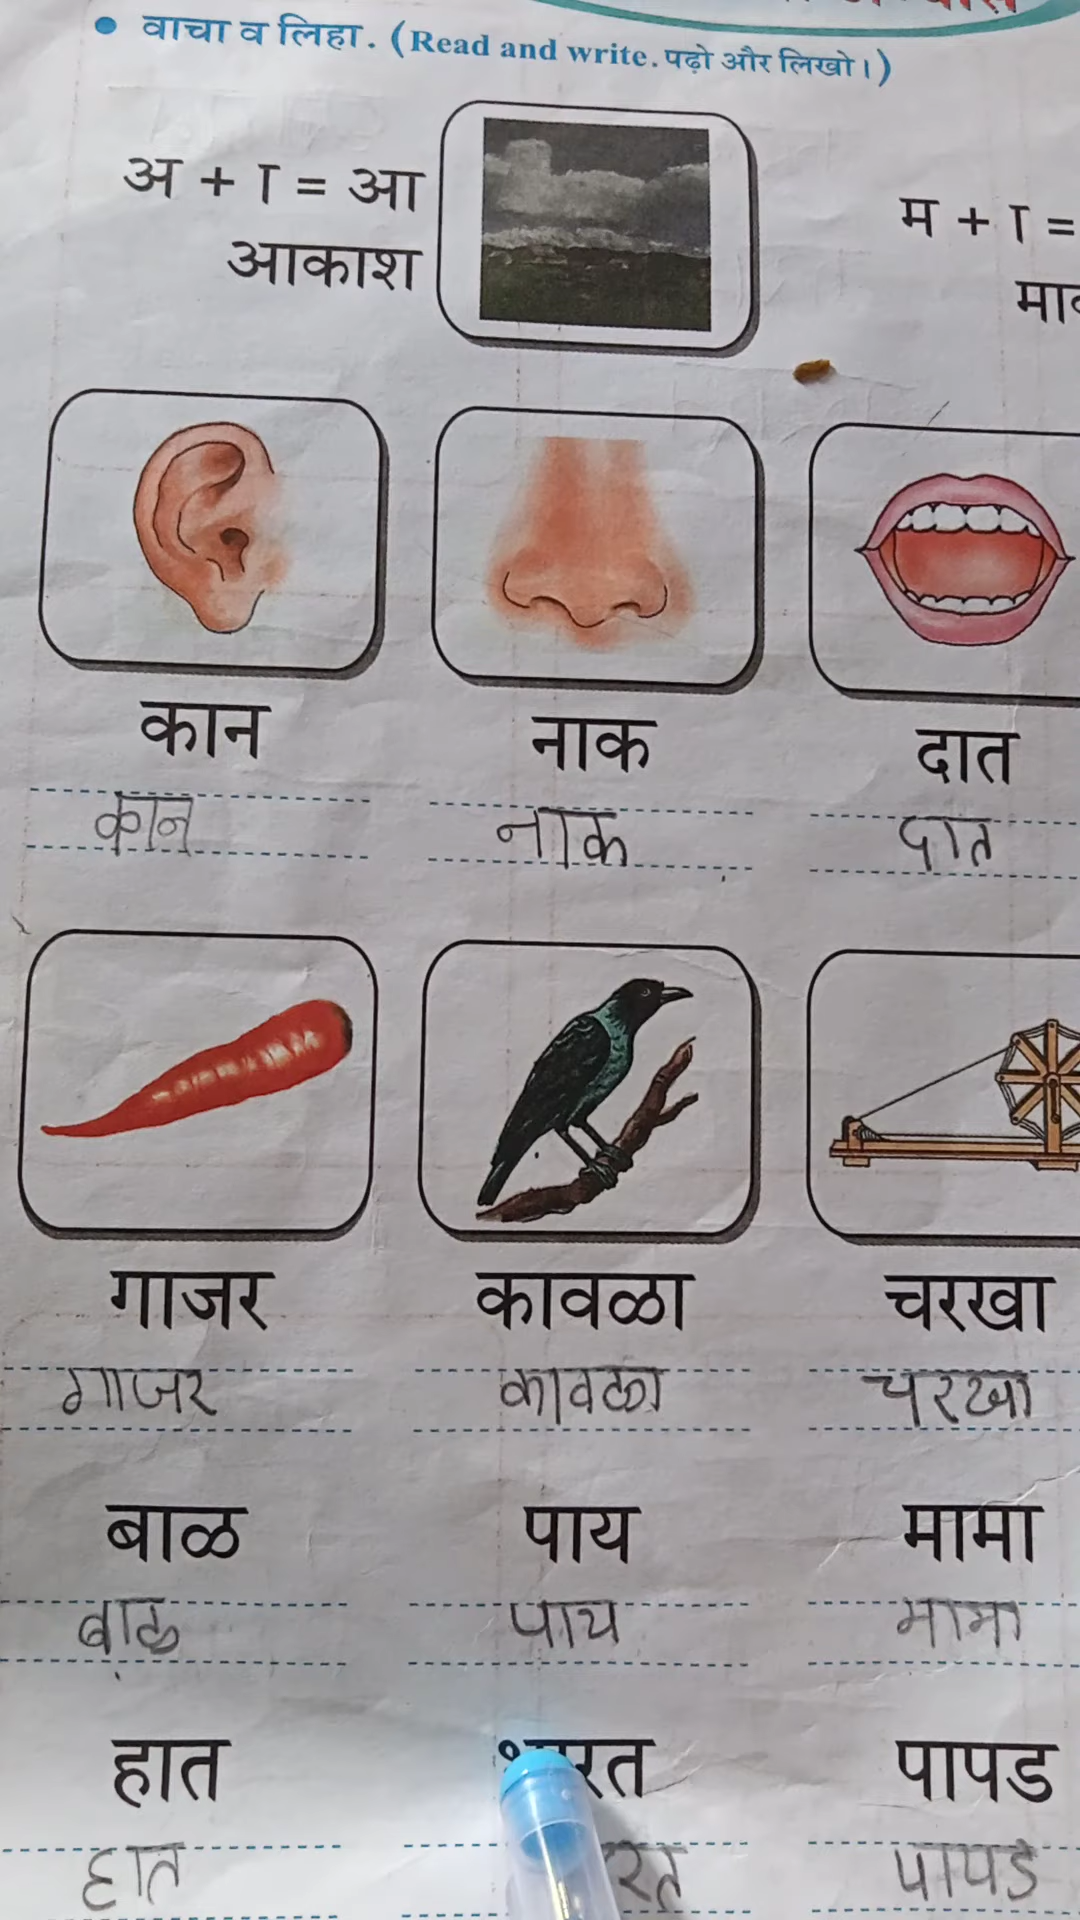 • वाचा व लिहा. (Read and write. पढ़ो और लिखो।)
अ + ा = आ
आकाश
म + ा =
कान नाक दात
कान नाक दात
गाजर कावळा चरखा
गाजर कावळा चरखा
बाळ पाय मामा
बाळ पाय मामा
हात पापड
हात पापड